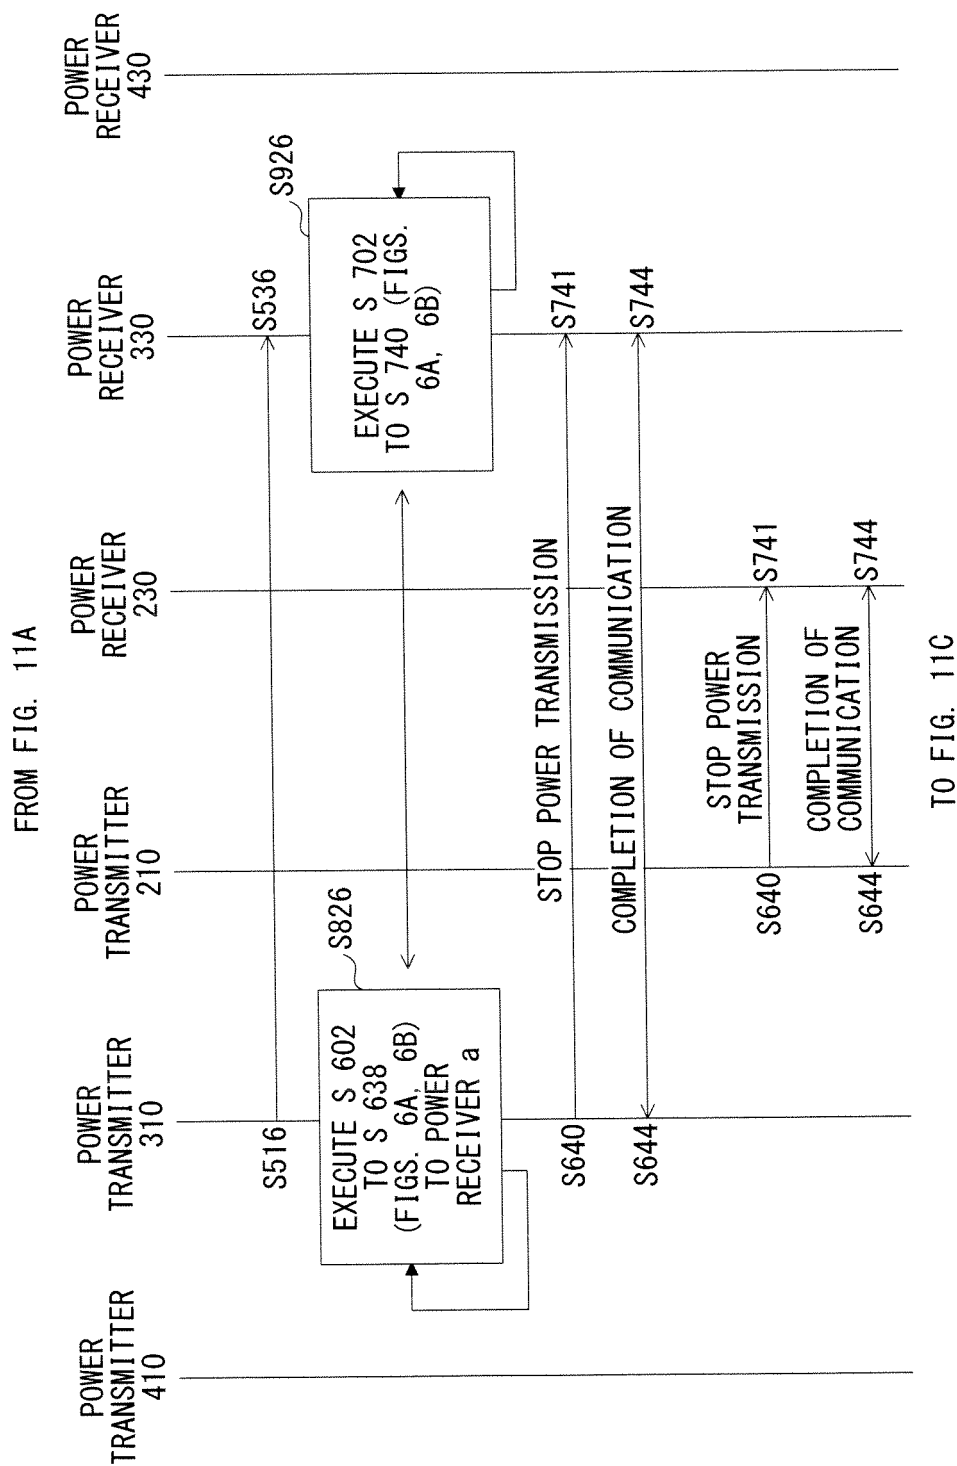 FROM FIG. 11A
POWER
TRANSMITTER
410
POWER
TRANSMITTER
310
POWER
TRANSMITTER
210
POWER
RECEIVER
230
POWER
RECEIVER
330
POWER
RECEIVER
430
S516
S536
S826
EXECUTE S 602
TO S 638
(FIGS. 6A, 6B)
TO POWER
RECEIVER a
S926
EXECUTE S 702
TO S 740 (FIGS.
6A, 6B)
STOP POWER TRANSMISSION
S640
S741
COMPLETION OF COMMUNICATION
S644
S744
STOP POWER
TRANSMISSION
S640
S741
COMPLETION OF
COMMUNICATION
S644
S744
TO FIG. 11C